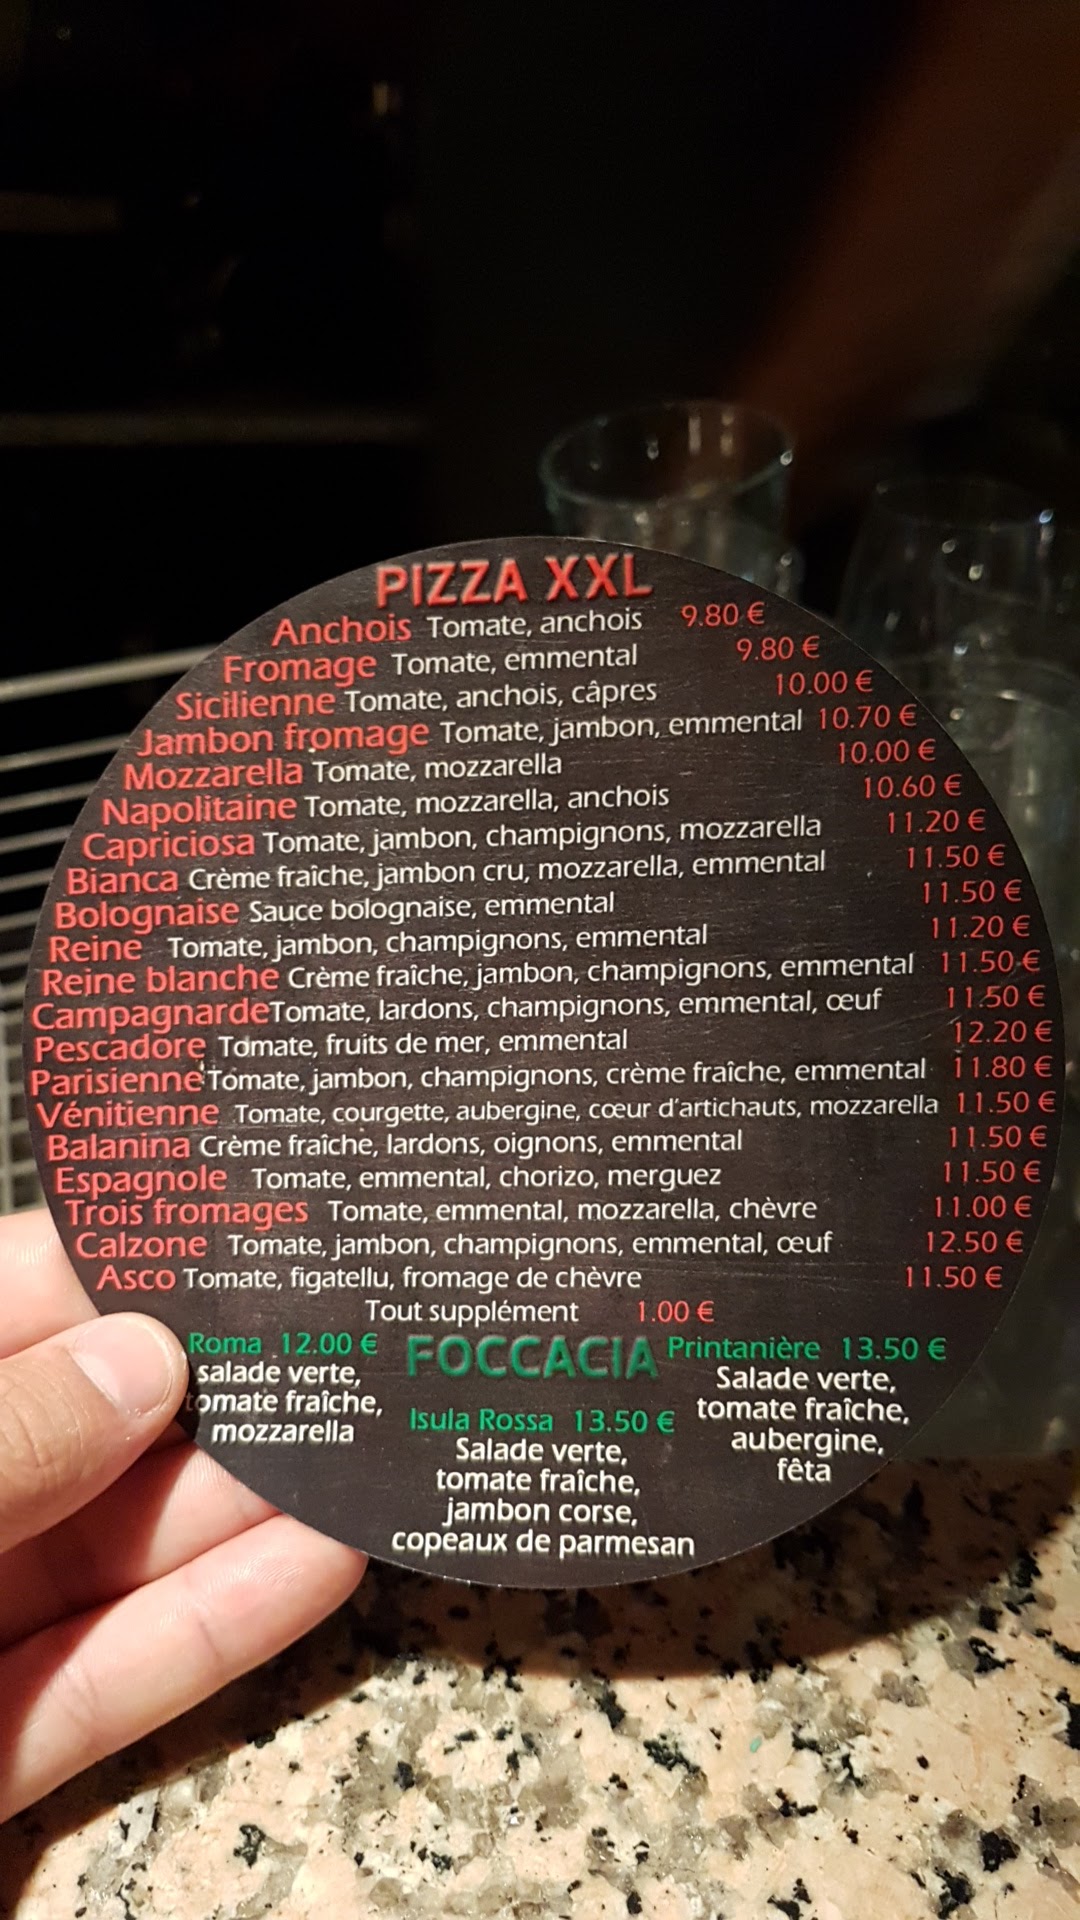 PIZZA XXL
Anchois Tomate, anchois 9.80 €
Fromage Tomate, emmental 9.80 €
Sicilienne Tomate, anchois, câpres 10.00 €
Jambon fromage Tomate, jambon, emmental 10.70 €
Mozzarella Tomate, mozzarella 10.00 €
Napolitaine Tomate, mozzarella, anchois 10.60 €
Capriciosa Tomate, jambon, champignons, mozzarella 11.20 €
Bianca Crème fraîche, jambon cru, mozzarella, emmental 11.50 €
Bolognaise Sauce bolognaise, emmental 11.50 €
Reine Tomate, jambon, champignons, emmental 11.20 €
Reine blanche Crème fraîche, jambon, champignons, emmental 11.50 €
Campagnarde Tomate, lardons, champignons, emmental, œuf 11.50 €
Pescadore Tomate, fruits de mer, emmental 12.20 €
Parisienne Tomate, jambon, champignons, crème fraîche, emmental 11.80 €
Vénitienne Tomate, courgette, aubergine, cœur d'artichauts, mozzarella 11.50 €
Balanina Crème fraîche, lardons, oignons, emmental 11.50 €
Espagnole Tomate, emmental, chorizo, merguez 11.50 €
Trois fromages Tomate, emmental, mozzarella, chèvre 11.00 €
Calzone Tomate, jambon, champignons, emmental, œuf 12.50 €
Asco Tomate, figatellu, fromage de chèvre 11.50 €
Tout supplément 1.00 €
FOCCACIA
Roma 12.00 €
salade verte,
tomate fraîche,
mozzarella
Isula Rossa 13.50 €
Salade verte,
tomate fraîche,
jambon corse,
copeaux de parmesan
Printanière 13.50 €
Salade verte,
tomate fraîche,
aubergine,
fêta